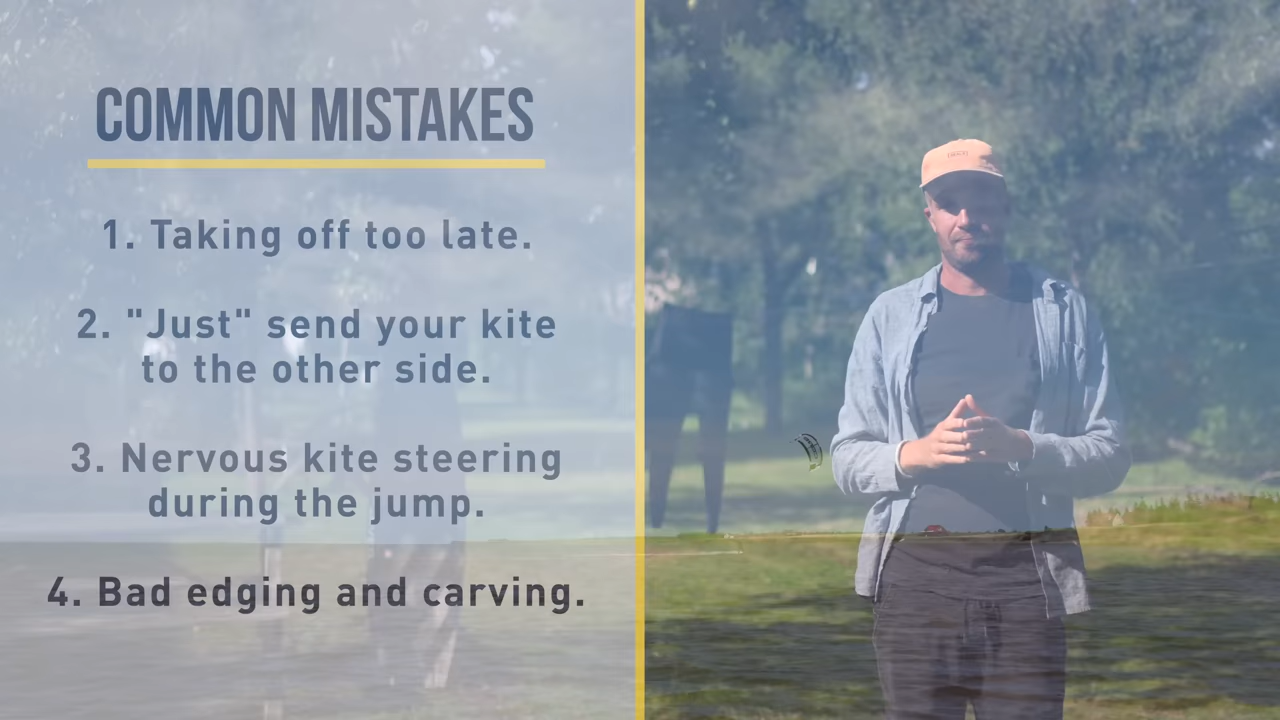 COMMON MISTAKES
1. Taking off too late.
2. "Just" send your kite
to the other side.
3. Nervous kite steering
during the jump.
4. Bad edging and carving.